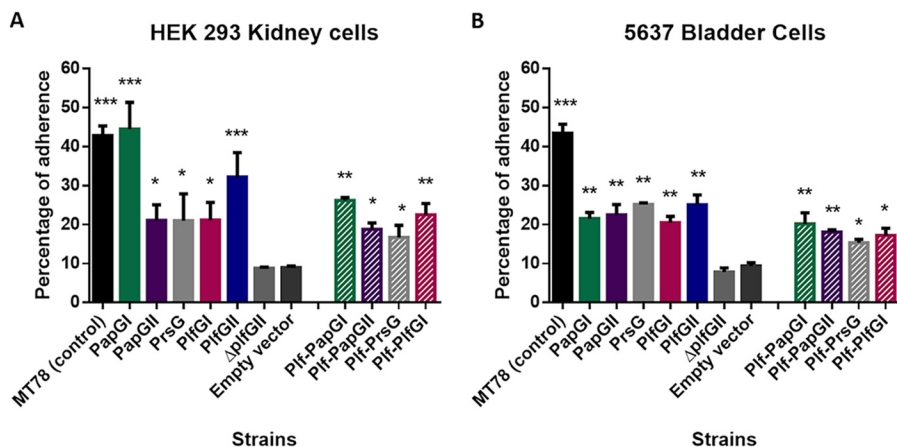 A
HEK 293 Kidney cells
Percentage of adherence
60
50
40
30
20
10
0
***
***
*
*
*
***
**
*
*
**
MT78 (control)
PapGI
PapGII
PrsG
PlfGI
PlfGII
ΔplfGII
Empty vector
Plf-PapGI
Plf-PapGII
Plf-PrsG
Plf-PlfGI
Strains
B
5637 Bladder Cells
Percentage of adherence
60
50
40
30
20
10
0
***
**
**
**
**
**
**
**
*
*
MT78 (control)
PapGI
PapGII
PrsG
PlfGI
PlfGII
ΔplfGII
Empty vector
Plf-PapGI
Plf-PapGII
Plf-PrsG
Plf-PlfGI
Strains